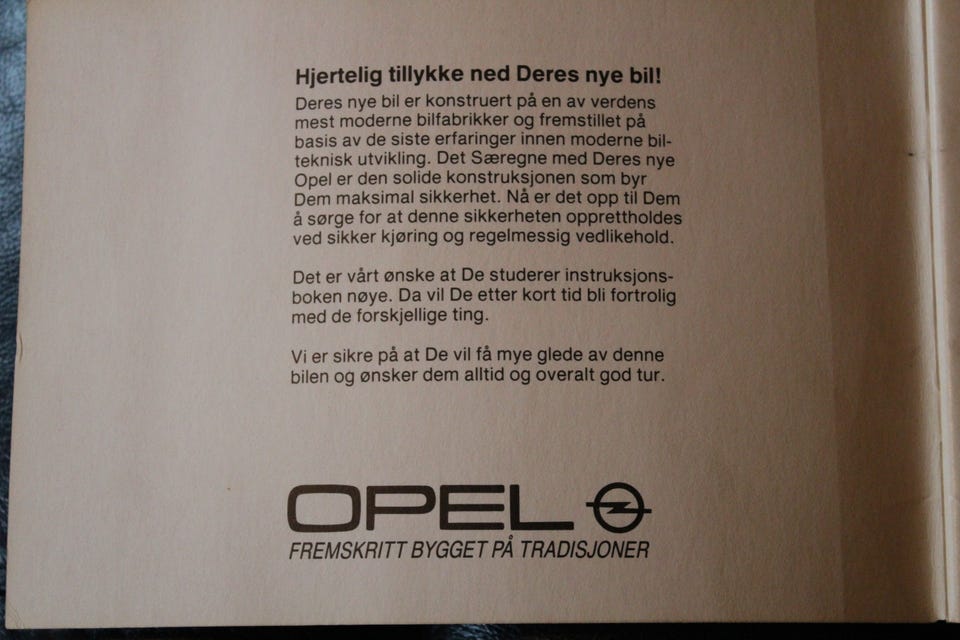 Hjertelig tillykke ned Deres nye bil!
Deres nye bil er konstruert på en av verdens
mest moderne bilfabrikker og fremstillet på
basis av de siste erfaringer innen moderne bil-
teknisk utvikling. Det Særegne med Deres nye
Opel er den solide konstruksjonen som byr
Dem maksimal sikkerhet. Nå er det opp til Dem
å sørge for at denne sikkerheten opprettholdes
ved sikker kjøring og regelmessig vedlikehold.
Det er vårt ønske at De studerer instruksjons-
boken nøye. Da vil De etter kort tid bli fortrolig
med de forskjellige ting.
Vi er sikre på at De vil få mye glede av denne
bilen og ønsker dem alltid og overalt god tur.
OPEL
FREMSKRITT BYGGET PÅ TRADISJONER